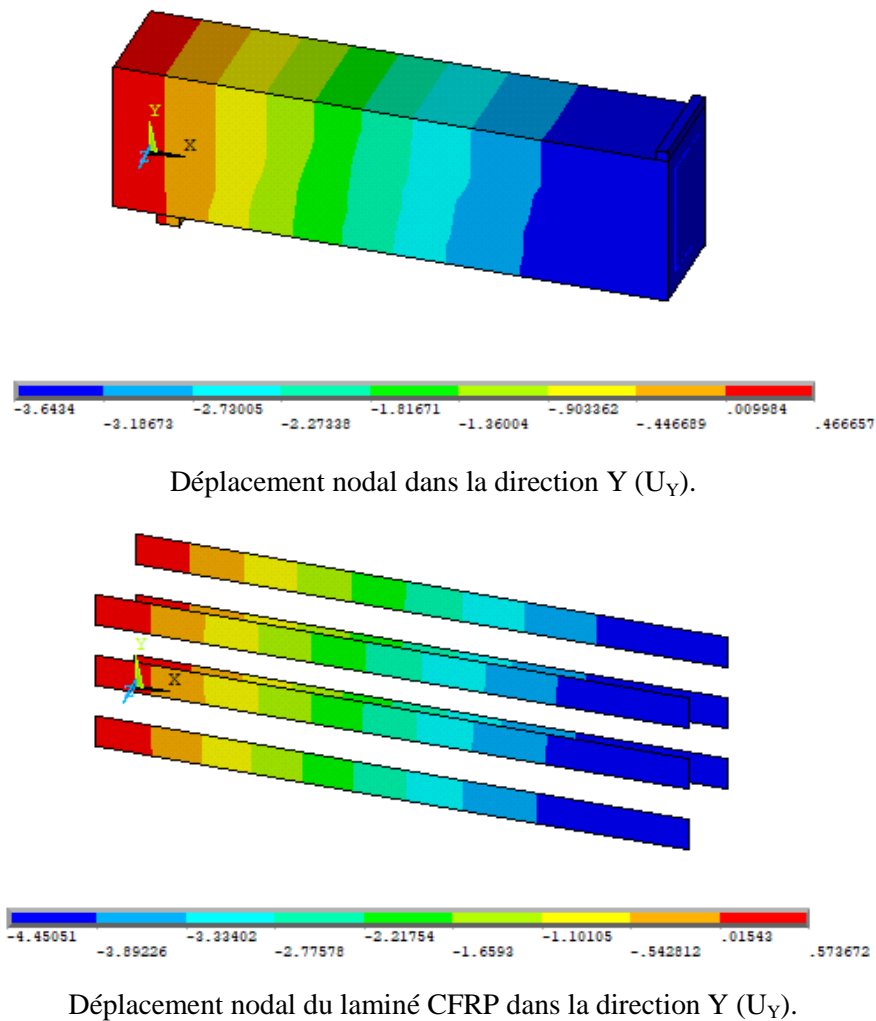 Y
X
Z
-3.6434 -2.73005 -1.81671 -.903362 .009984
-3.18673 -2.27338 -1.36004 -.446689 .466657
Déplacement nodal dans la direction Y (U_Y).
Y
X
Z
-4.45051 -3.33402 -2.21754 -1.10105 .01543
-3.89226 -2.77578 -1.6593 -.542812 .573672
Déplacement nodal du laminé CFRP dans la direction Y (U_Y).